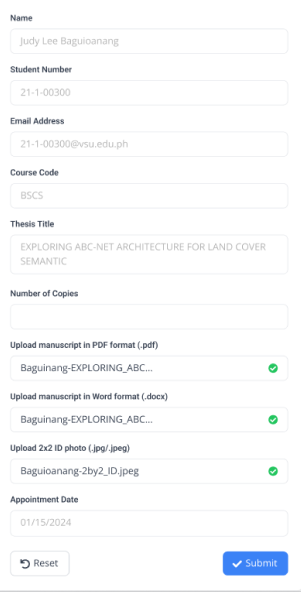 Name
Judy Lee Baguioanang
Student Number
21-1-00300
Email Address
21-1-00300@vsu.edu.ph
Course Code
BSCS
Thesis Title
EXPLORING ABC-NET ARCHITECTURE FOR LAND COVER
SEMANTIC
Number of Copies
Upload manuscript in PDF format (.pdf)
Baguinang-EXPLORING_ABC...
Upload manuscript in Word format (.docx)
Baguinang-EXPLORING_ABC...
Upload 2x2 ID photo (.jpg/.jpeg)
Baguioanang-2by2_ID.jpeg
Appointment Date
01/15/2024
Reset
Submit